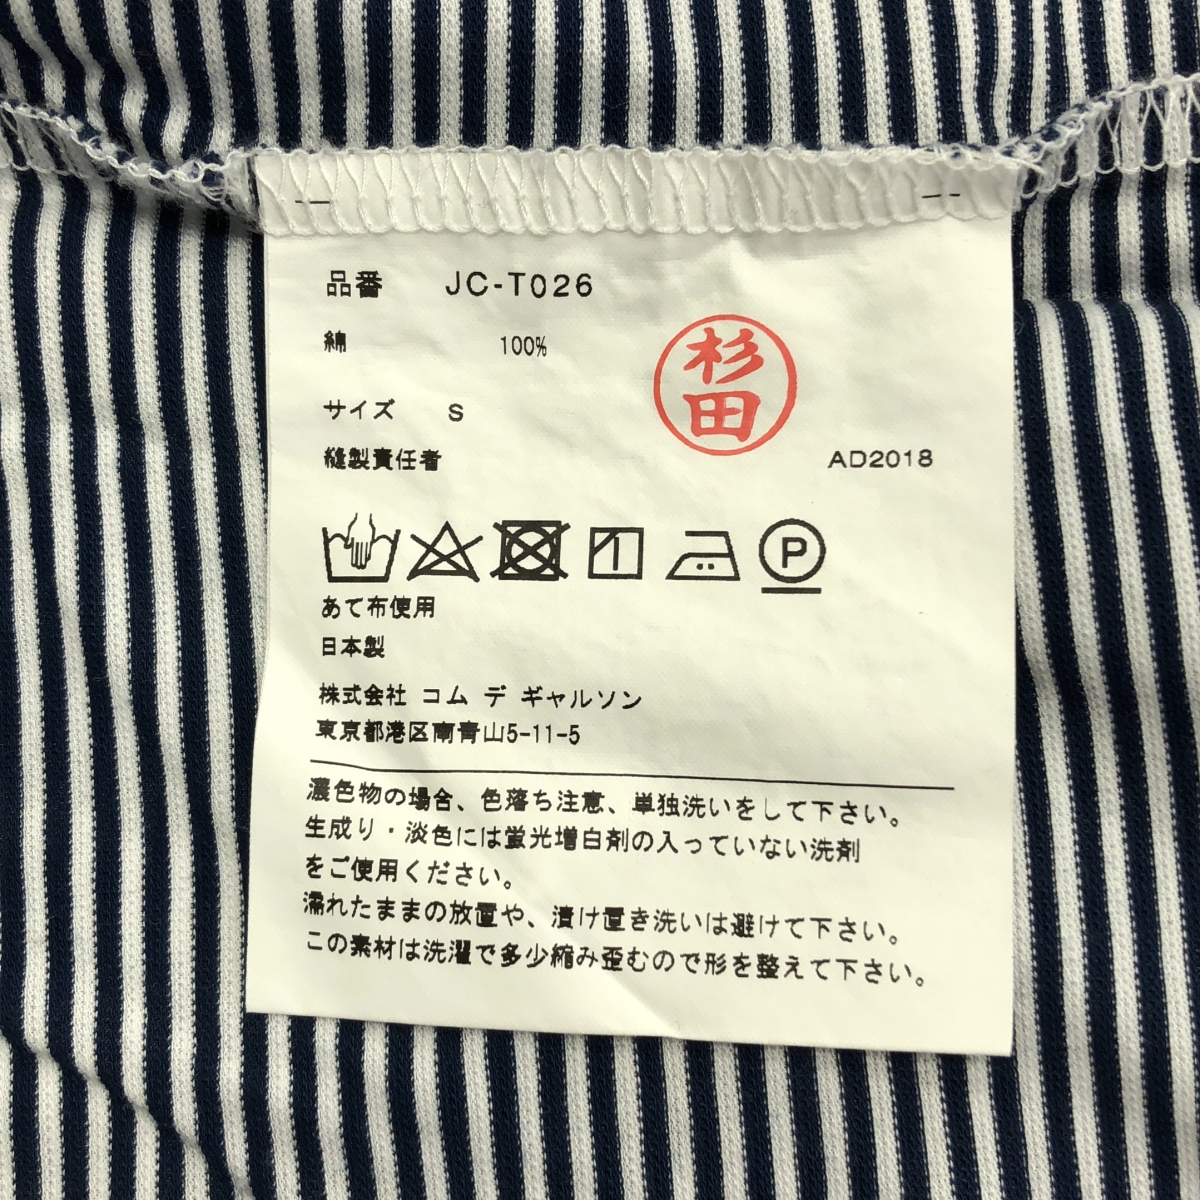 品番 JC-T026
綿 100%
杉田
サイズ S
縫製責任者 AD2018
P
あて布使用
日本製
株式会社 コム デ ギャルソン
東京都港区南青山5-11-5
濃色物の場合、色落ち注意、単独洗いをして下さい。
生成り・淡色には蛍光増白剤の入っていない洗剤
をご使用ください。
濡れたままの放置や、漬け置き洗いは避けて下さい。
この素材は洗濯で多少縮み歪むので形を整えて下さい。